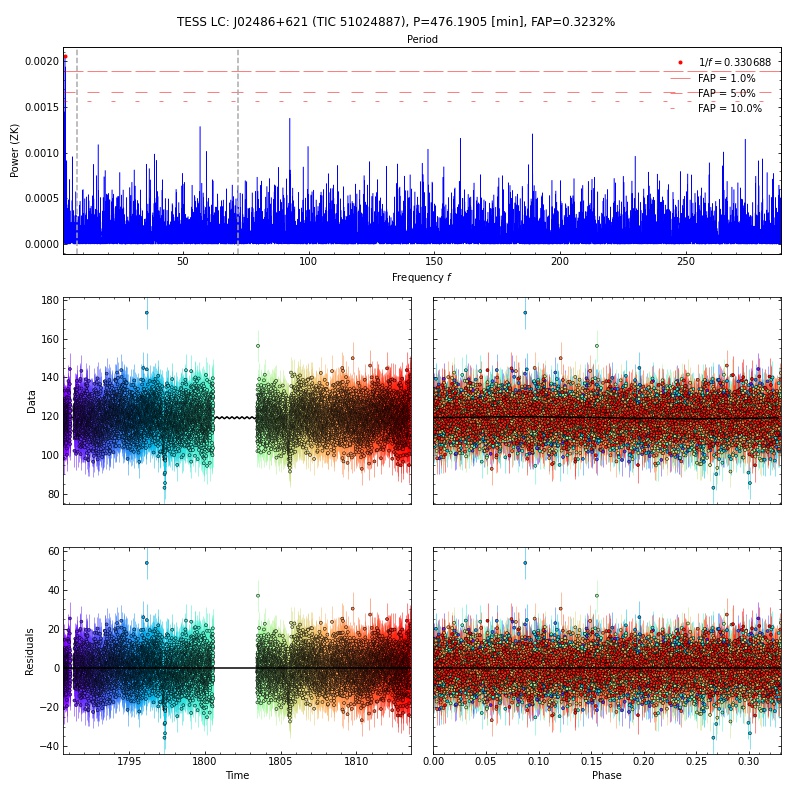 TESS LC: J02486+621 (TIC 51024887), P=476.1905 [min], FAP=0.3232%
Period
0.0020
0.0015
0.0010
0.0005
0.0000
Power (ZK)
1/f = 0.330688
FAP = 1.0%
FAP = 5.0%
FAP = 10.0%
50 100 150 200 250
Frequency f
180
160
140
120
100
80
Data
60
40
20
0
−20
−40
Residuals
1795 1800 1805 1810
Time
0.00 0.05 0.10 0.15 0.20 0.25 0.30
Phase